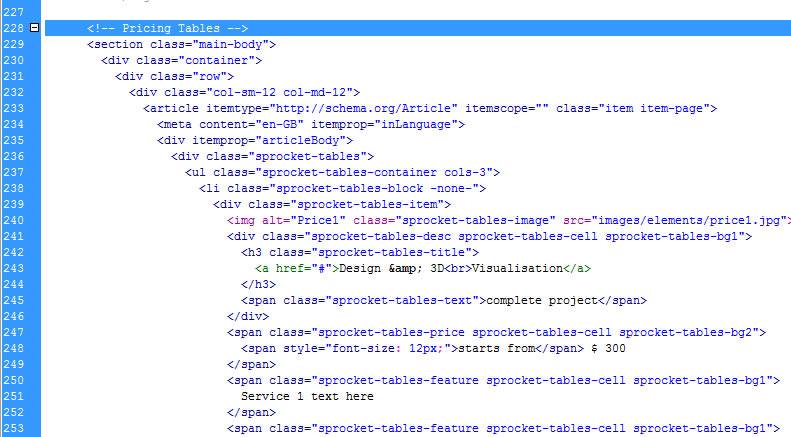 227
228 <!-- Pricing Tables -->
229 <section class="main-body">
230 <div class="container">
231 <div class="row">
232 <div class="col-sm-12 col-md-12">
233 <article itemtype="http://schema.org/Article" itemscope="" class="item item-page">
234 <meta content="en-GB" itemprop="inLanguage">
235 <div itemprop="articleBody">
236 <div class="sprocket-tables">
237 <ul class="sprocket-tables-container cols-3">
238 <li class="sprocket-tables-block -none-">
239 <div class="sprocket-tables-item">
240 <img alt="Price1" class="sprocket-tables-image" src="images/elements/price1.jpg">
241 <div class="sprocket-tables-desc sprocket-tables-cell sprocket-tables-bg1">
242 <h3 class="sprocket-tables-title">
243 <a href="#">Design &amp; 3D<br>Visualisation</a>
244 </h3>
245 <span class="sprocket-tables-text">complete project</span>
246 </div>
247 <span class="sprocket-tables-price sprocket-tables-cell sprocket-tables-bg2">
248 <span style="font-size: 12px;">starts from</span> $ 300
249 </span>
250 <span class="sprocket-tables-feature sprocket-tables-cell sprocket-tables-bg1">
251 Service 1 text here
252 </span>
253 <span class="sprocket-tables-feature sprocket-tables-cell sprocket-tables-bg1">